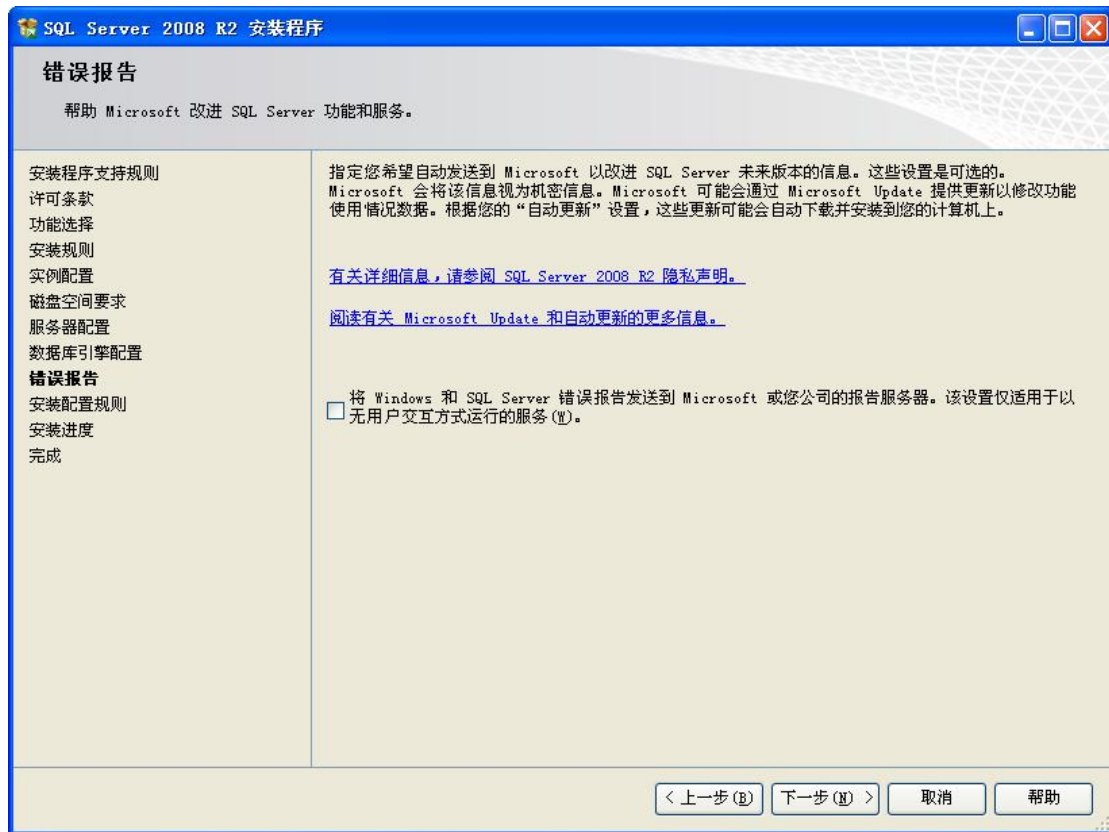 SQL Server 2008 R2 安装程序
错误报告
帮助 Microsoft 改进 SQL Server 功能和服务。
安装程序支持规则
许可条款
功能选择
安装规则
实例配置
磁盘空间要求
服务器配置
数据库引擎配置
错误报告
安装配置规则
安装进度
完成
指定您希望自动发送到 Microsoft 以改进 SQL Server 未来版本的信息。这些设置是可选的。
Microsoft 会将该信息视为机密信息。Microsoft 可能会通过 Microsoft Update 提供更新以修改功能
使用情况数据。根据您的“自动更新”设置，这些更新可能会自动下载并安装到您的计算机上。
有关详细信息，请参阅 SQL Server 2008 R2 隐私声明。
阅读有关 Microsoft Update 和自动更新的更多信息。
将 Windows 和 SQL Server 错误报告发送到 Microsoft 或您公司的报告服务器。该设置仅适用于以
无用户交互方式运行的服务(W)。
< 上一步(B)
下一步(N) >
取消
帮助